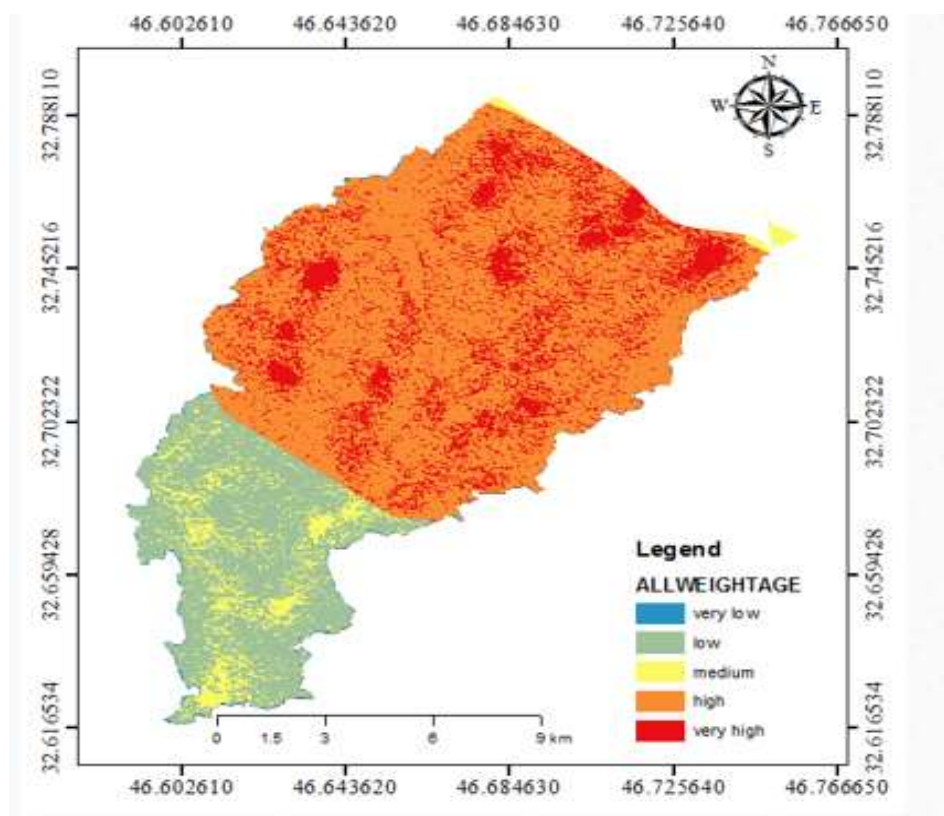 46.602610 46.643620 46.684630 46.725640 46.766650
N
W E
S
32.788110 32.788110
32.745216 32.745216
32.702322 32.702322
32.659428 32.659428
32.616534 32.616534
Legend
ALLWEIGHTAGE
very low
low
medium
high
very high
0 1.5 3 6 9 km
46.602610 46.643620 46.684630 46.725640 46.766650